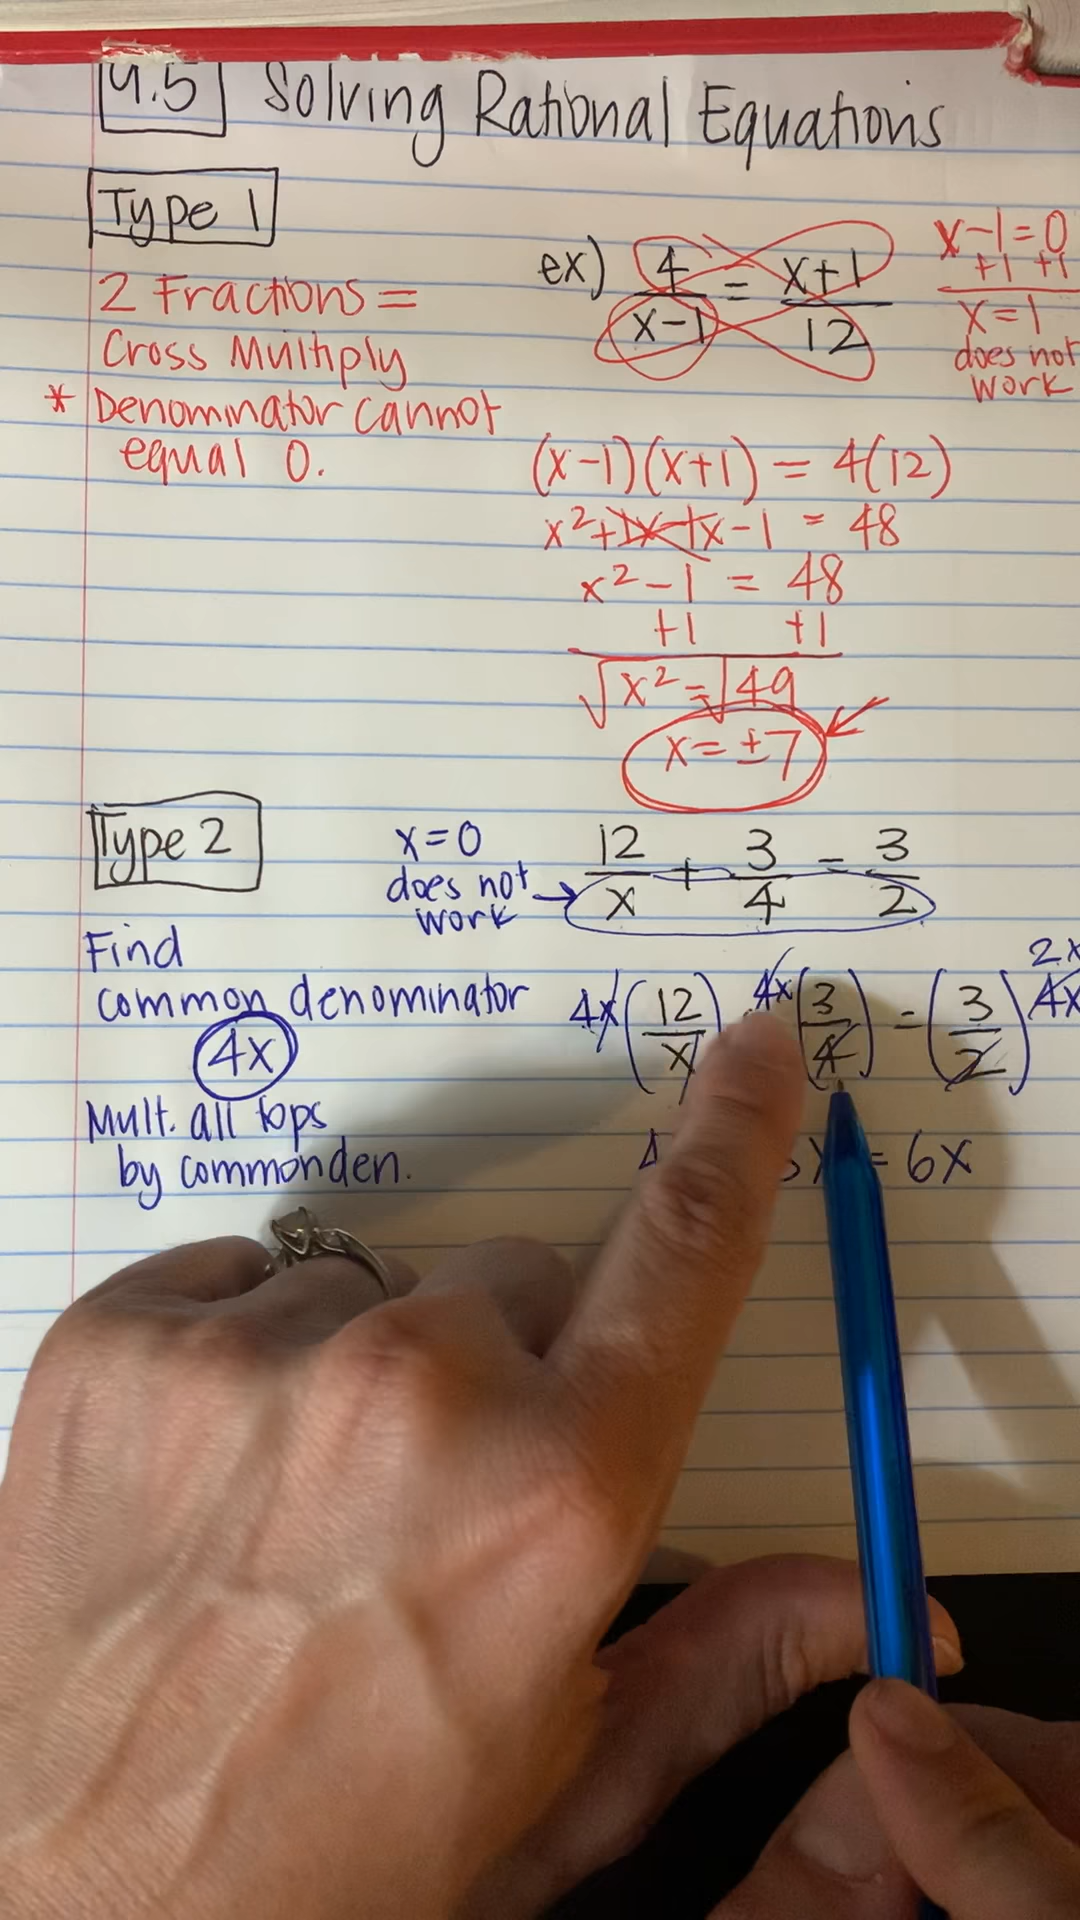 4.5 Solving Rational Equations
Type 1
2 Fractions =
Cross Multiply
* Denominator cannot
equal 0.
ex) 4/(x-1) = (x+1)/12
x-1=0
+1 +1
x=1
does not
work
(x-1)(x+1) = 4(12)
x²+1x-1x-1 = 48
x²-1 = 48
+1 +1
√x² = √49
x=±7
Type 2
x=0
does not
work
12/x + 3/4 = 3/2
Find
common denominator
4x
Mult. all tops
by common den.
4x(12/x) 4x(3/4) = (3/2)4x
2x
= 6x